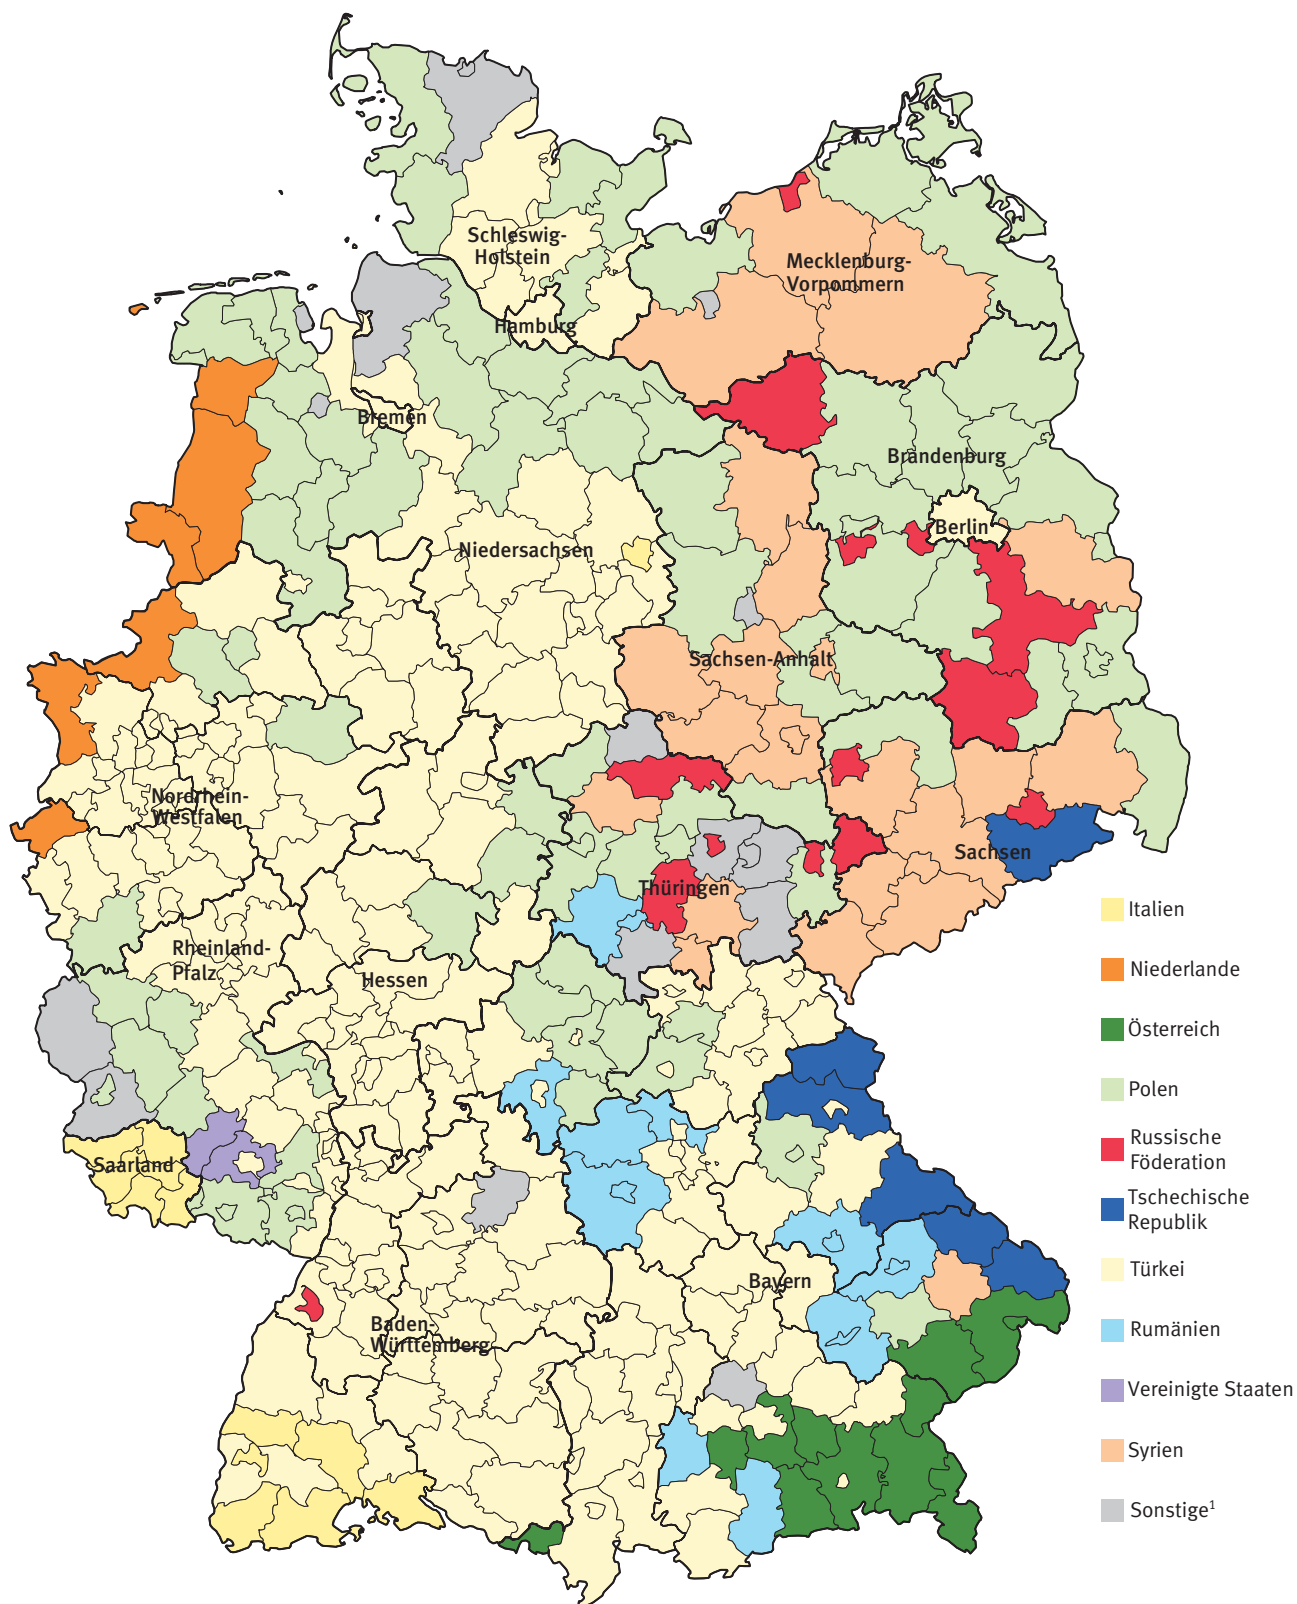 Schleswig-
Holstein
Mecklenburg-
Vorpommern
Hamburg
Bremen
Brandenburg
Berlin
Niedersachsen
Sachsen-Anhalt
Nordrhein-
Westfalen
Sachsen
Thüringen
Rheinland-
Pfalz
Hessen
Saarland
Bayern
Baden-
Württemberg
Italien
Niederlande
Österreich
Polen
Russische
Föderation
Tschechische
Republik
Türkei
Rumänien
Vereinigte Staaten
Syrien
Sonstige¹